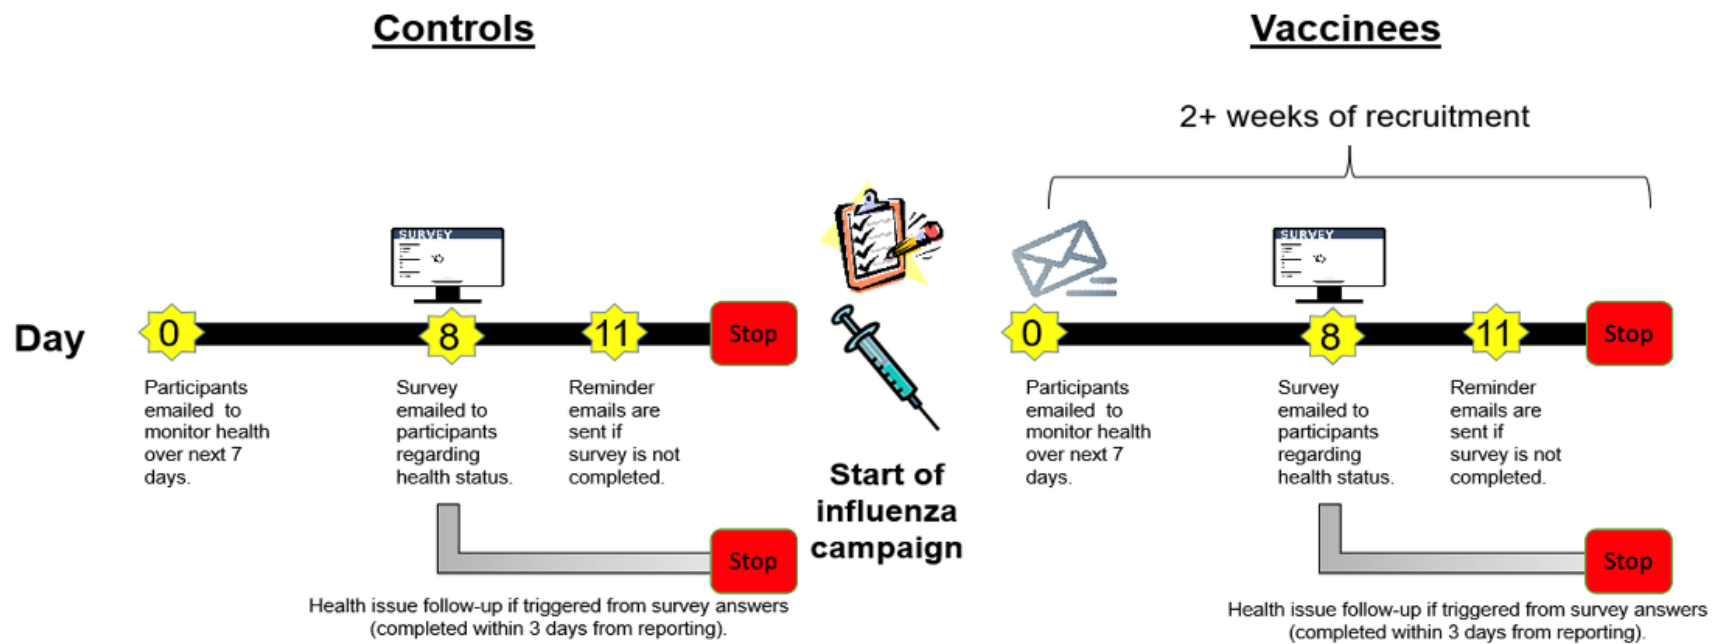 Controls
Vaccinees
2+ weeks of recruitment
SURVEY
SURVEY
Day
0
8
11
Stop
0
8
11
Stop
Participants
emailed to
monitor health
over next 7
days.
Survey
emailed to
participants
regarding
health status.
Reminder
emails are
sent if
survey is not
completed.
Start of
influenza
campaign
Participants
emailed to
monitor health
over next 7
days.
Survey
emailed to
participants
regarding
health status.
Reminder
emails are
sent if
survey is not
completed.
Stop
Stop
Health issue follow-up if triggered from survey answers
(completed within 3 days from reporting).
Health issue follow-up if triggered from survey answers
(completed within 3 days from reporting).